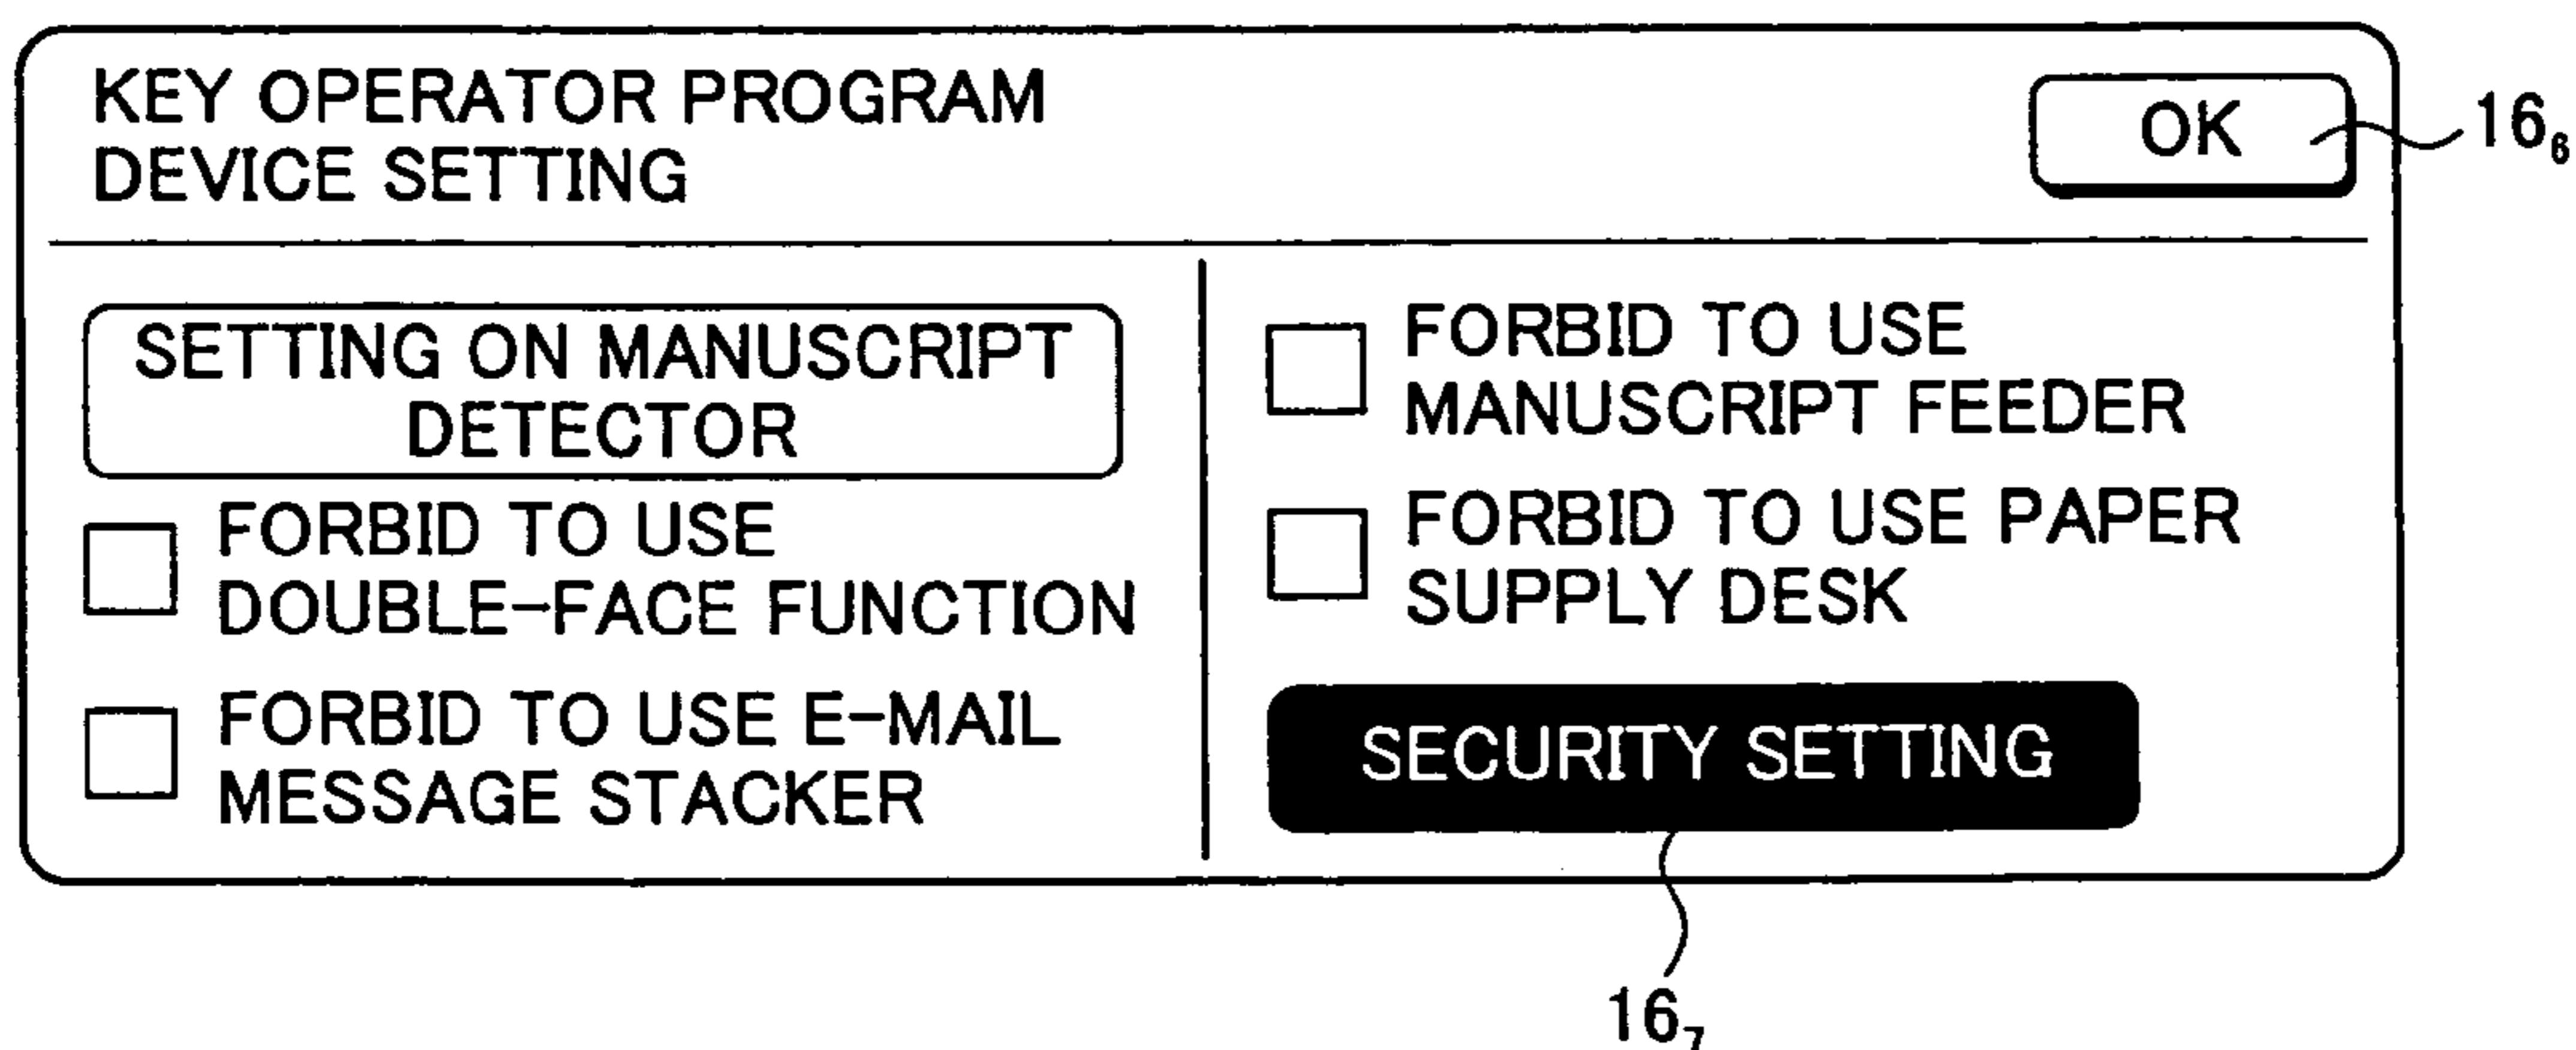 KEY OPERATOR PROGRAM
DEVICE SETTING
OK
16₆
SETTING ON MANUSCRIPT
DETECTOR
FORBID TO USE
DOUBLE-FACE FUNCTION
FORBID TO USE E-MAIL
MESSAGE STACKER
FORBID TO USE
MANUSCRIPT FEEDER
FORBID TO USE PAPER
SUPPLY DESK
SECURITY SETTING
16₇